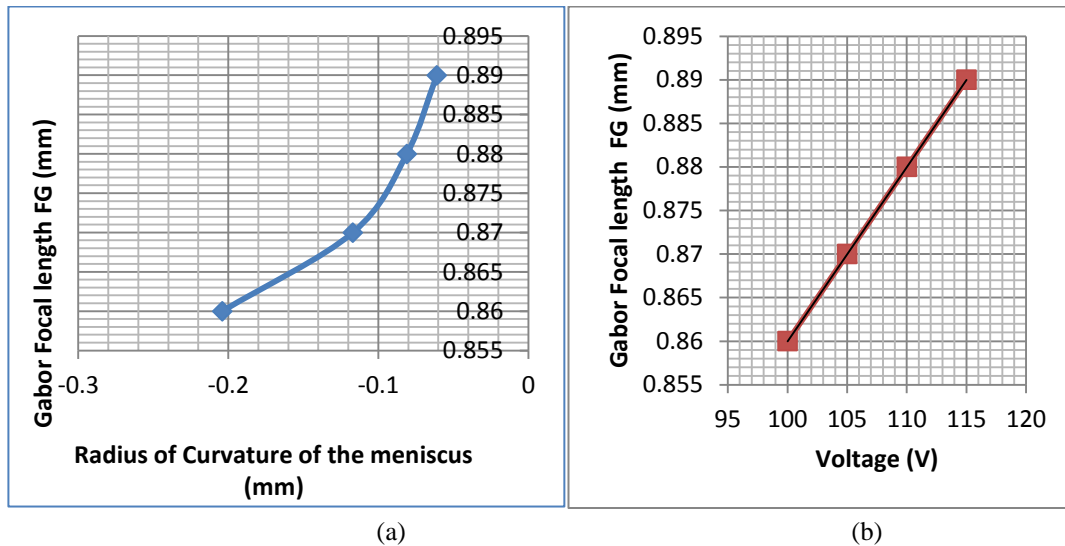 Gabor Focal length FG (mm)
0.895
0.89
0.885
0.88
0.875
0.87
0.865
0.86
0.855
-0.3 -0.2 -0.1 0
Radius of Curvature of the meniscus
(mm)
(a)
Gabor Focal length  FG (mm)
0.895
0.89
0.885
0.88
0.875
0.87
0.865
0.86
0.855
95 100 105 110 115 120
Voltage (V)
(b)